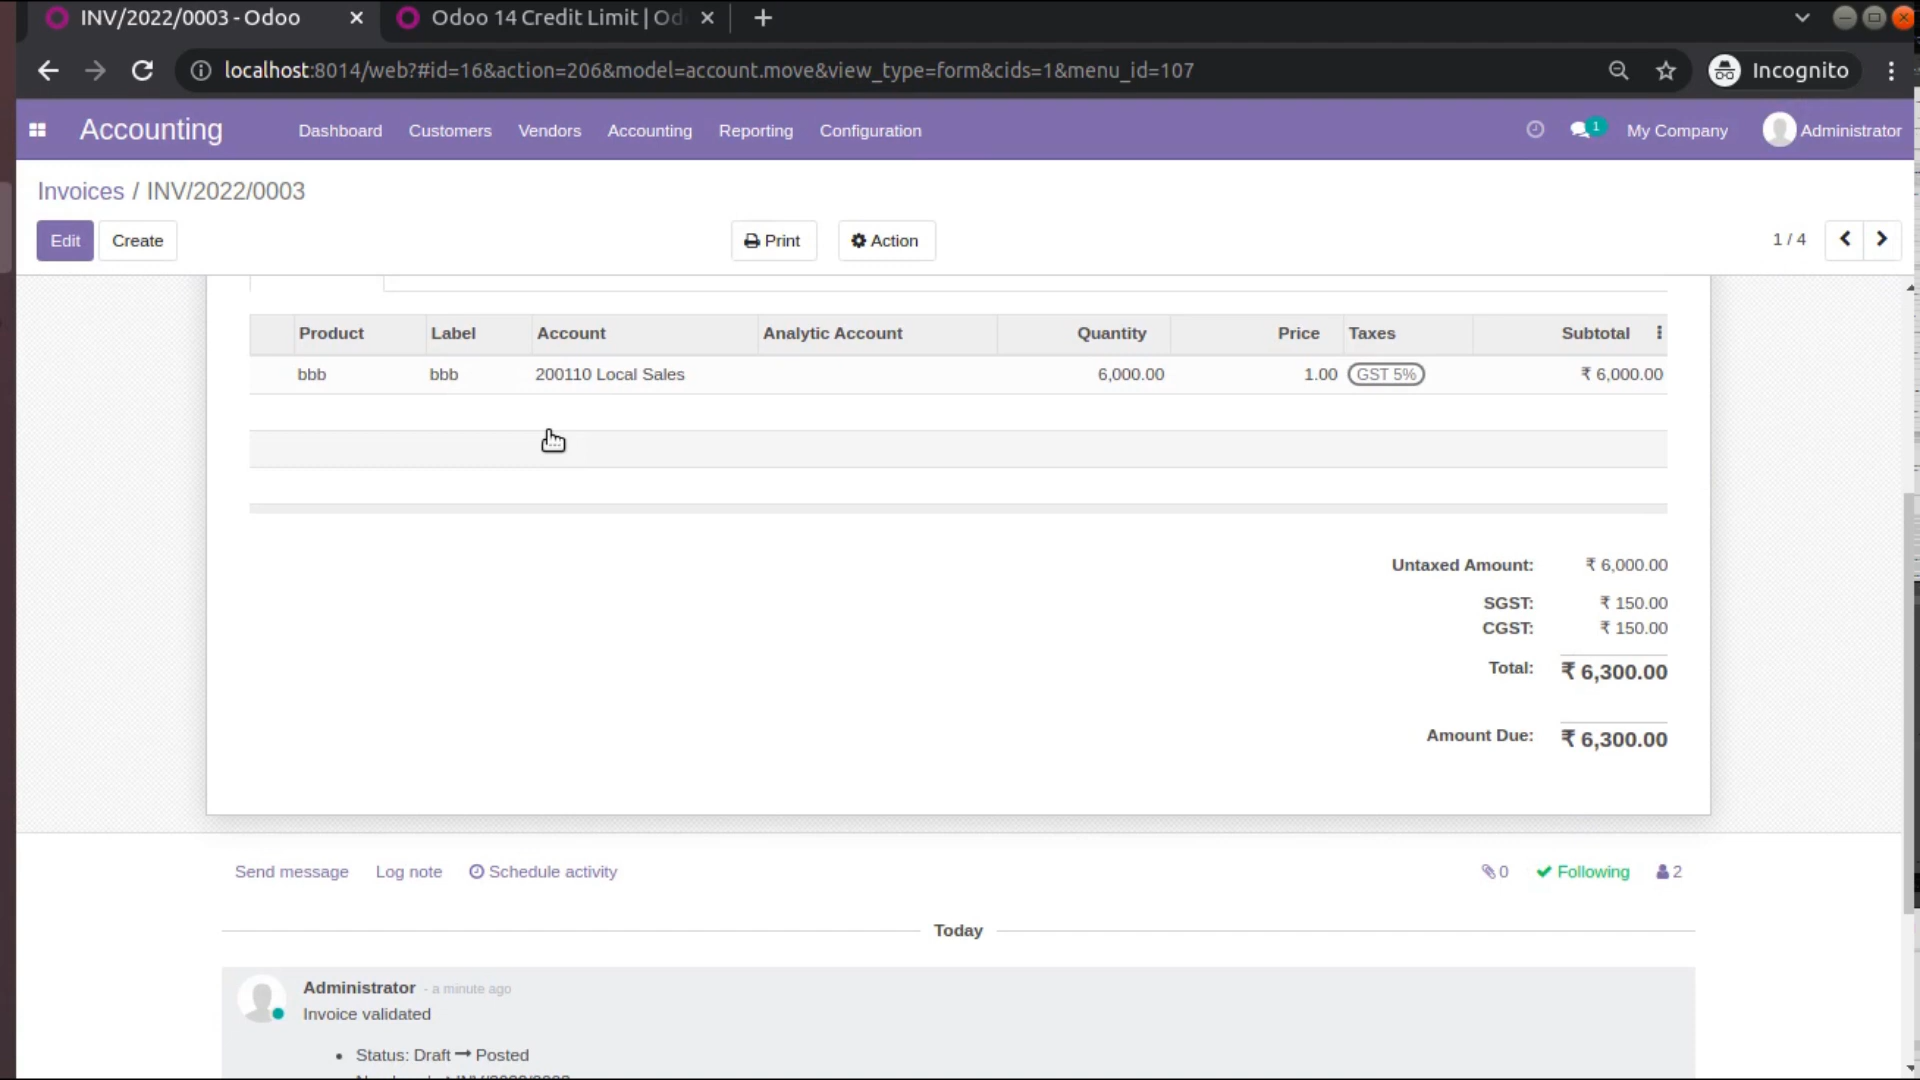 INV/2022/0003 - Odoo
Odoo 14 Credit Limit | Od
localhost:8014/web?#id=16&action=206&model=account.move&view_type=form&cids=1&menu_id=107
Incognito
Accounting
Dashboard
Customers
Vendors
Accounting
Reporting
Configuration
1
My Company
Administrator
Invoices / INV/2022/0003
Edit
Create
Print
Action
1 / 4
Product Label Account Analytic Account Quantity Price Taxes Subtotal
bbb bbb 200110 Local Sales 6,000.00 1.00 GST 5% ₹ 6,000.00
Untaxed Amount: ₹ 6,000.00
SGST: ₹ 150.00
CGST: ₹ 150.00
Total: ₹ 6,300.00
Amount Due: ₹ 6,300.00
Send message
Log note
Schedule activity
0
Following
2
Today
Administrator - a minute ago
Invoice validated
• Status: Draft → Posted